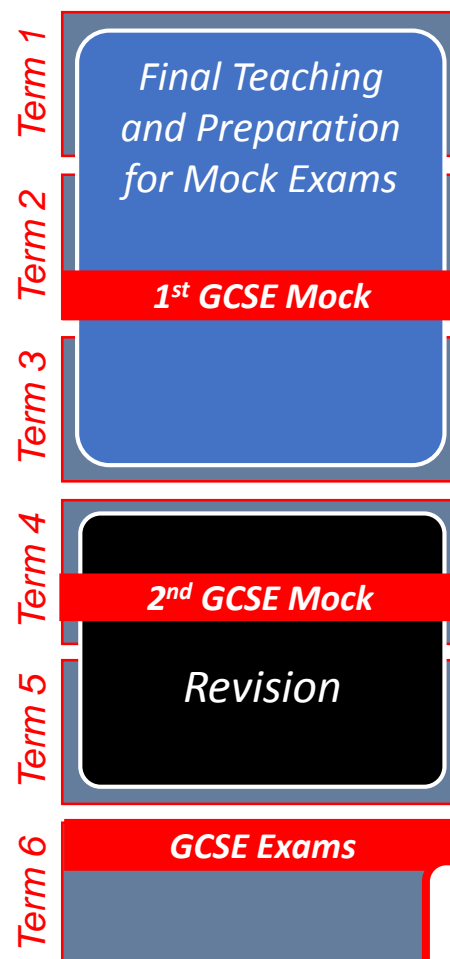 Term 1
Final Teaching
and Preparation
for Mock Exams
Term 2
1st GCSE Mock
Term 3
Term 4
2nd GCSE Mock
Term 5
Revision
Term 6
GCSE Exams